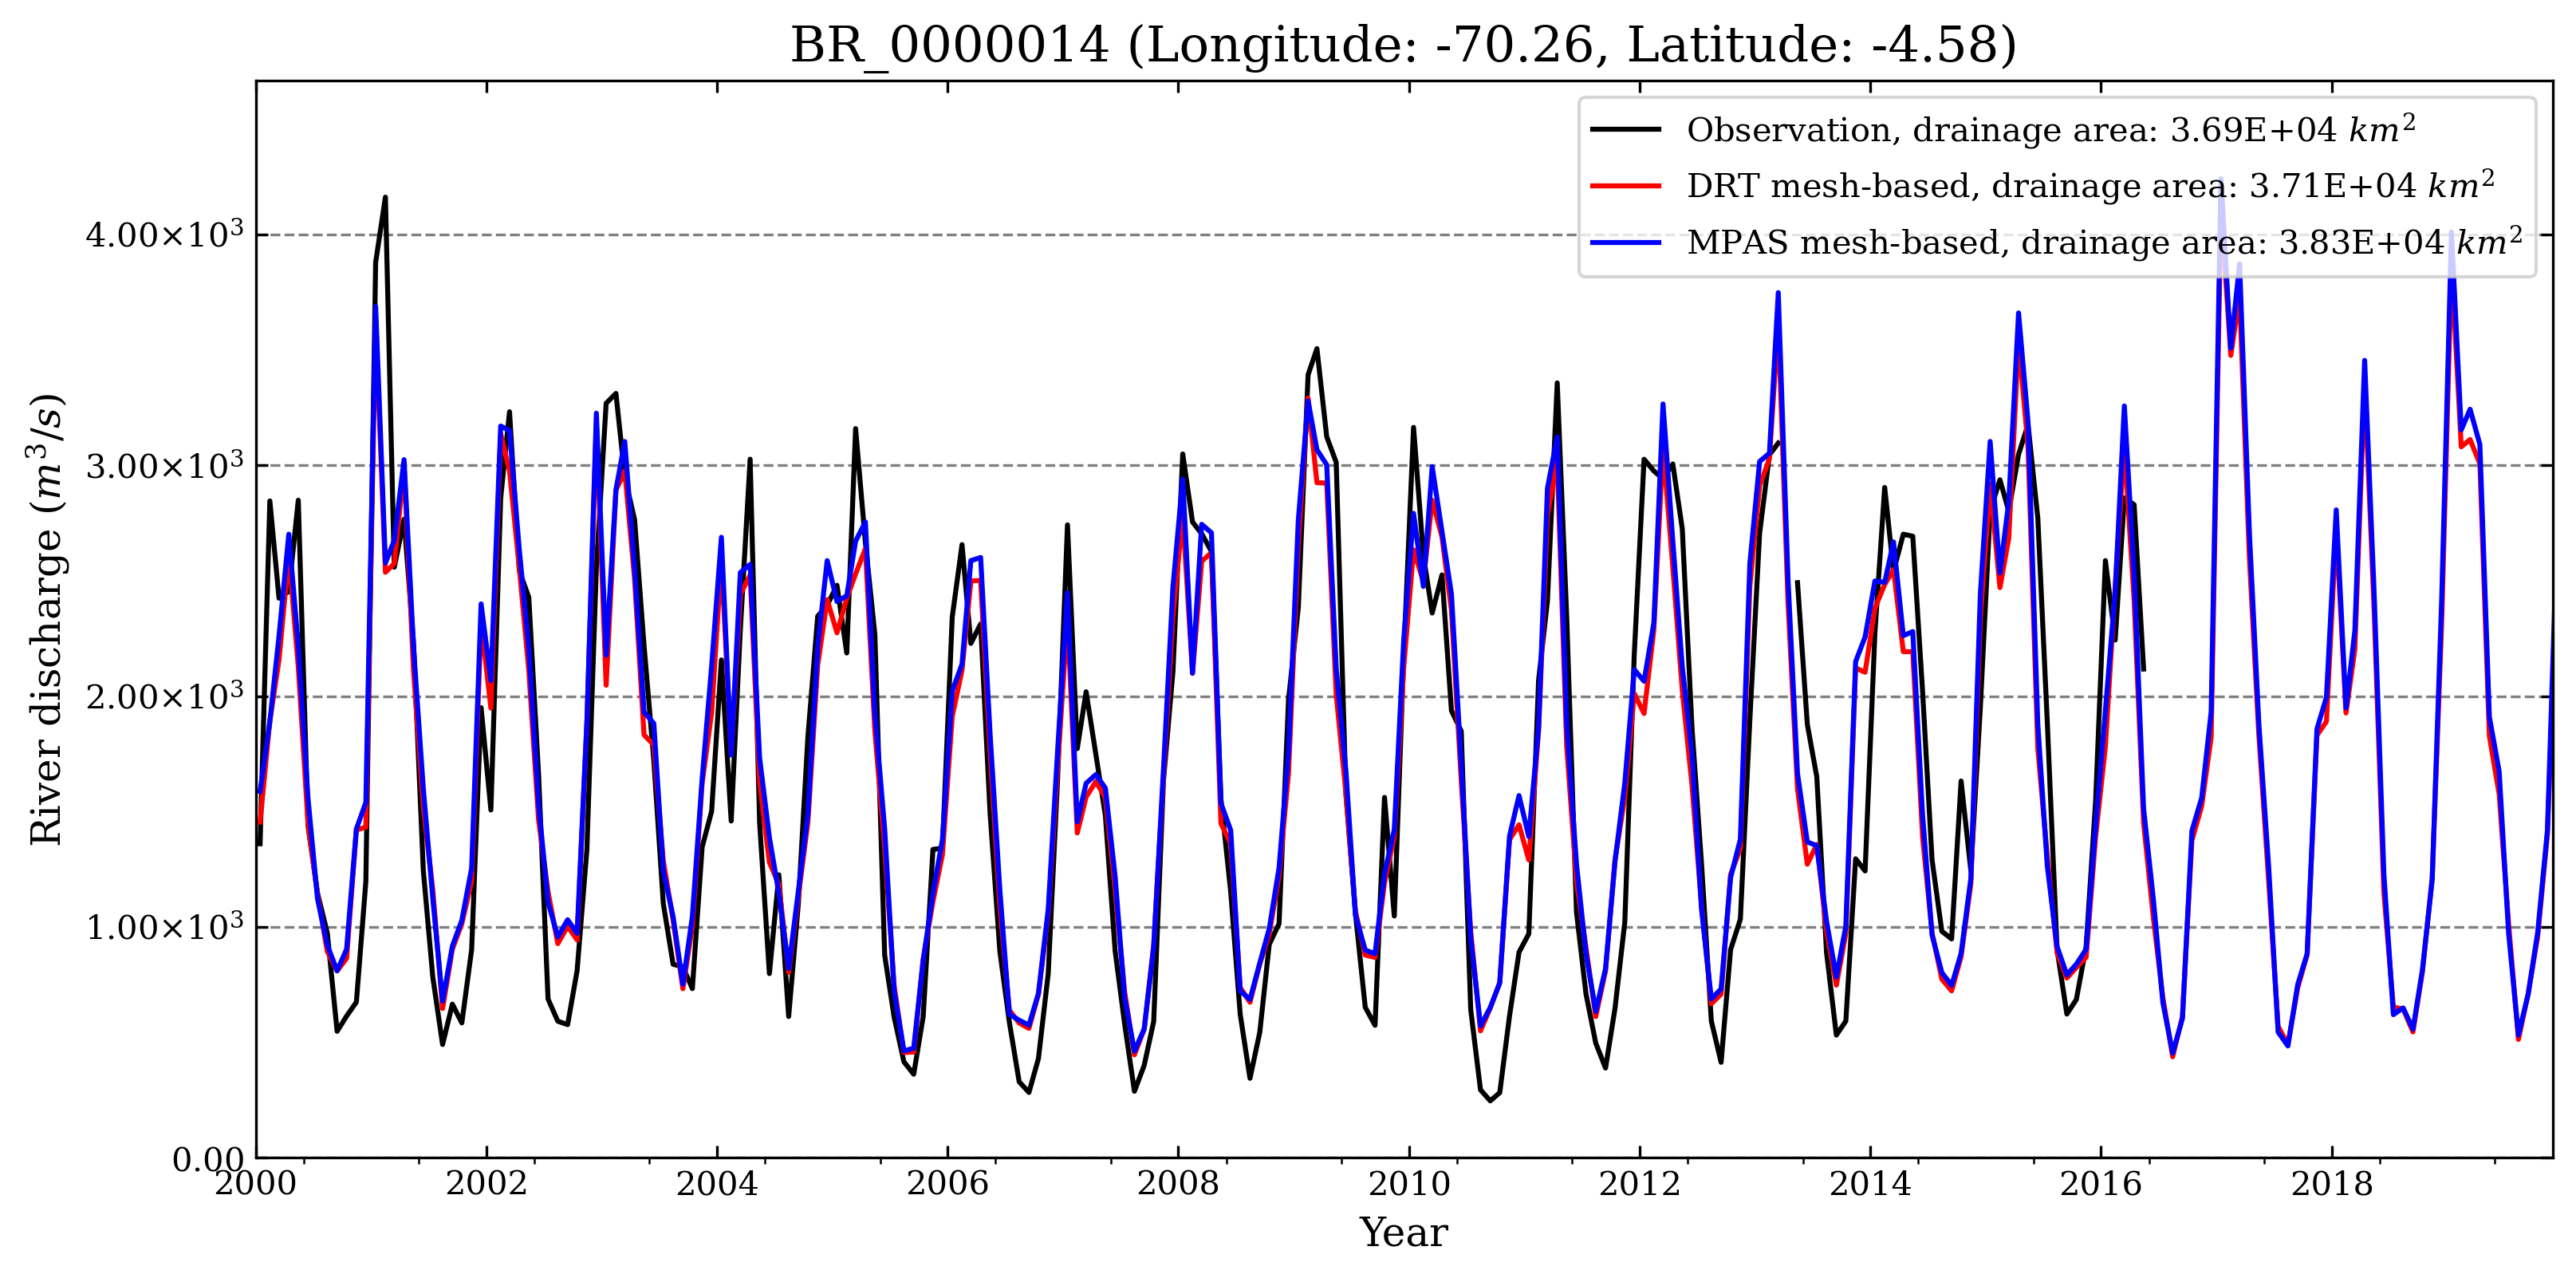 BR_0000014 (Longitude: -70.26, Latitude: -4.58)
Observation, drainage area: 3.69E+04 km²
DRT mesh-based, drainage area: 3.71E+04 km²
MPAS mesh-based, drainage area: 3.83E+04 km²
River discharge (m³/s)
4.00×10³
3.00×10³
2.00×10³
1.00×10³
0.00
2000 2002 2004 2006 2008 2010 2012 2014 2016 2018
Year